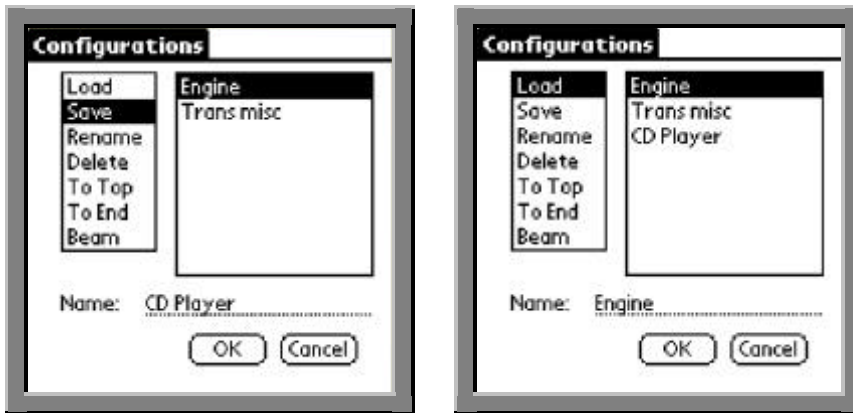 Configurations
Load
Save
Rename
Delete
To Top
To End
Beam
Engine
Trans misc
Name: CD Player
OK Cancel
Configurations
Load
Save
Rename
Delete
To Top
To End
Beam
Engine
Trans misc
CD Player
Name: Engine
OK Cancel